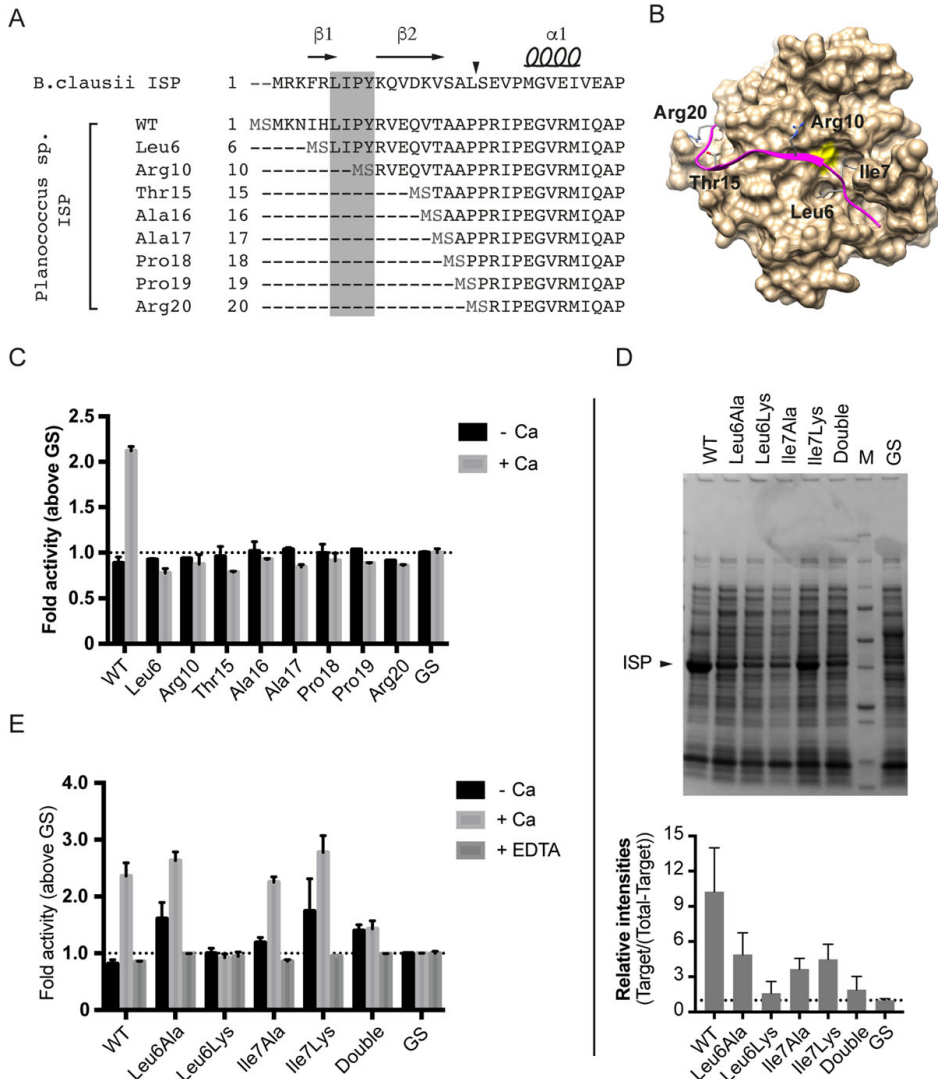 A
β1 β2 α1
B.clausii ISP 1 --MRKFRLIPYKQVDKVSALSEVPMGVEIVEAP
Planococcus sp. ISP
WT 1 MSMKNIHLIPYRVEQVTAAPPRIPEGVRMIQAP
Leu6 6 -----MSLIPYRVEQVTAAPPRIPEGVRMIQAP
Arg10 10 ---------MSRVEQVTAAPPRIPEGVRMIQAP
Thr15 15 --------------MSTAAPPRIPEGVRMIQAP
Ala16 16 ---------------MSAAPPRIPEGVRMIQAP
Ala17 17 ----------------MSAPPRIPEGVRMIQAP
Pro18 18 -----------------MSPPRIPEGVRMIQAP
Pro19 19 ------------------MSPRIPEGVRMIQAP
Arg20 20 -------------------MSRIPEGVRMIQAP
B
Arg20
Arg10
Thr15
Ile7
Leu6
C
Fold activity (above GS)
2.5
2.0
1.5
1.0
0.5
0
- Ca
+ Ca
WT Leu6 Arg10 Thr15 Ala16 Ala17 Pro18 Pro19 Arg20 GS
D
WT Leu6Ala Leu6Lys Ile7Ala Ile7Lys Double M GS
ISP
Relative intensities
(Target/(Total-Target))
15
12
9
6
3
1
0
WT Leu6Ala Leu6Lys Ile7Ala Ile7Lys Double GS
E
Fold activity (above GS)
4.0
3.0
2.0
1.0
0
- Ca
+ Ca
+ EDTA
WT Leu6Ala Leu6Lys Ile7Ala Ile7Lys Double GS